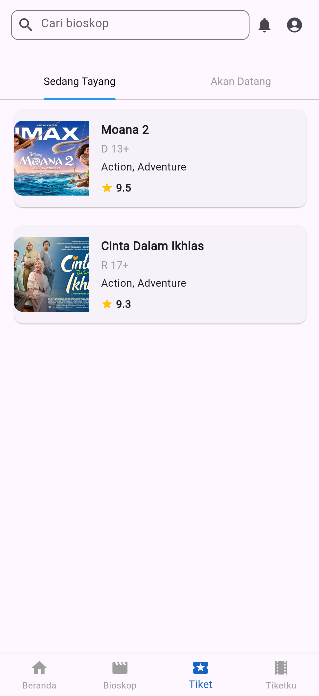 Cari bioskop
Sedang Tayang
Akan Datang
IMAX
MOANA 2
Moana 2
D 13+
Action, Adventure
9.5
Cinta
Ikhl
Cinta Dalam Ikhlas
R 17+
Action, Adventure
9.3
Beranda
Bioskop
Tiket
Tiketku